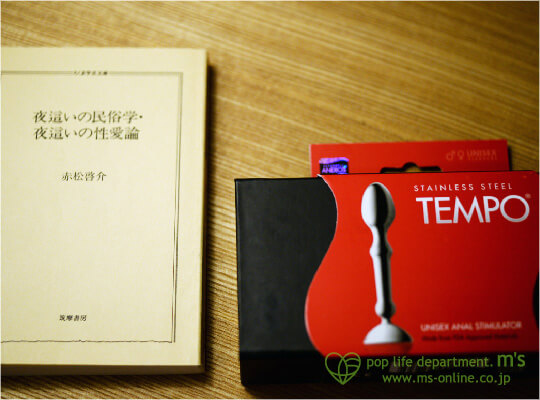 ちくま学芸文庫
夜這いの民俗学・
夜這いの性愛論
赤松啓介
筑摩書房
♂♀ UNISEX
ANEROS
STAINLESS STEEL
TEMPO®
UNISEX ANAL STIMULATOR
pop life department. m's
www.ms-online.co.jp